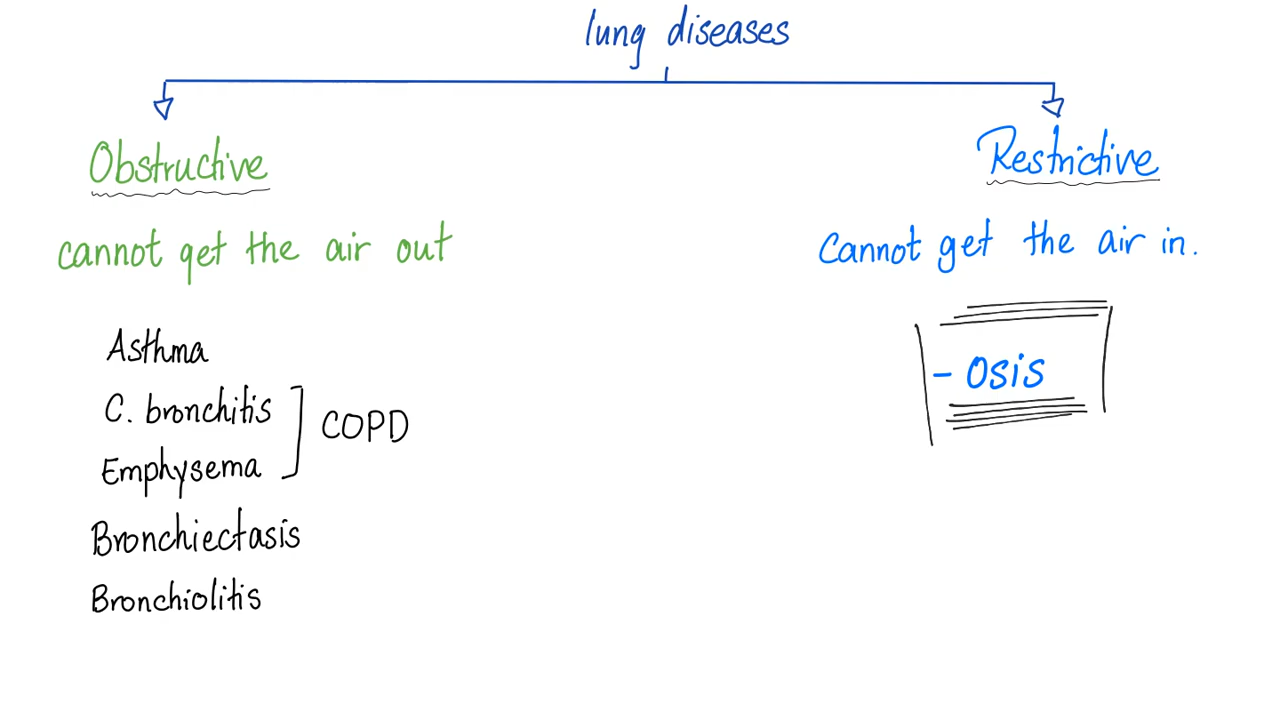 lung diseases
Obstructive
Restrictive
cannot get the air out
Cannot get the air in.
Asthma
C. bronchitis
Emphysema
COPD
- osis
Bronchiectasis
Bronchiolitis